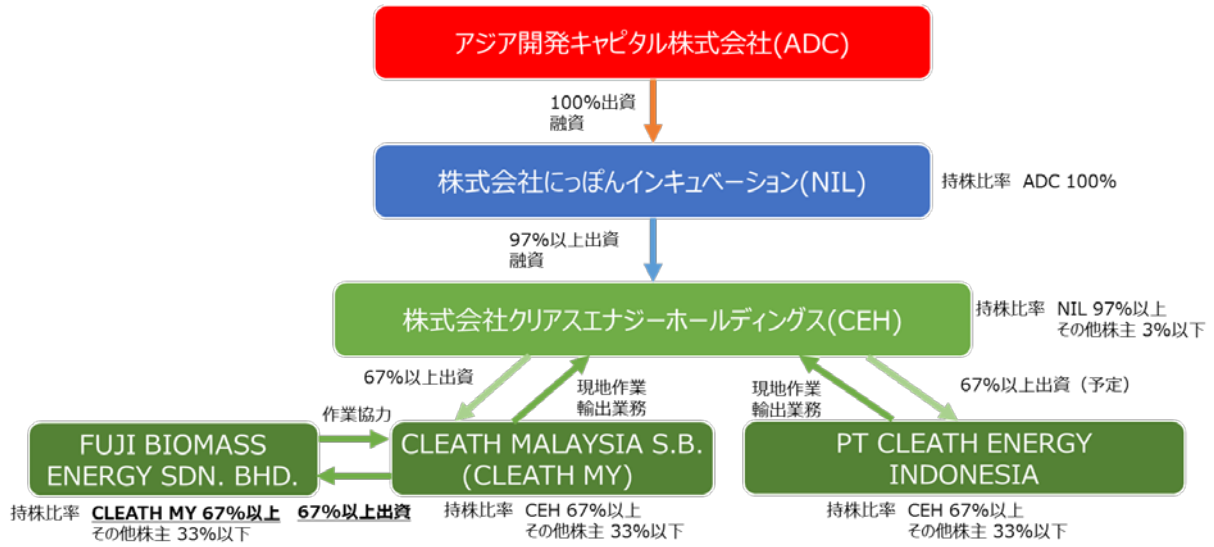 アジア開発キャピタル株式会社(ADC)
100%出資
融資
株式会社にっぽんインキュベーション(NIL)
持株比率 ADC 100%
97%以上出資
融資
株式会社クリアスエナジーホールディングス(CEH)
持株比率 NIL 97%以上
その他株主 3%以下
67%以上出資
現地作業
輸出業務
現地作業
輸出業務
67%以上出資（予定）
作業協力
FUJI BIOMASS
ENERGY SDN. BHD.
CLEATH MALAYSIA S.B.
(CLEATH MY)
PT CLEATH ENERGY
INDONESIA
持株比率 CLEATH MY 67%以上
その他株主 33%以下
67%以上出資
持株比率 CEH 67%以上
その他株主 33%以下
持株比率 CEH 67%以上
その他株主 33%以下